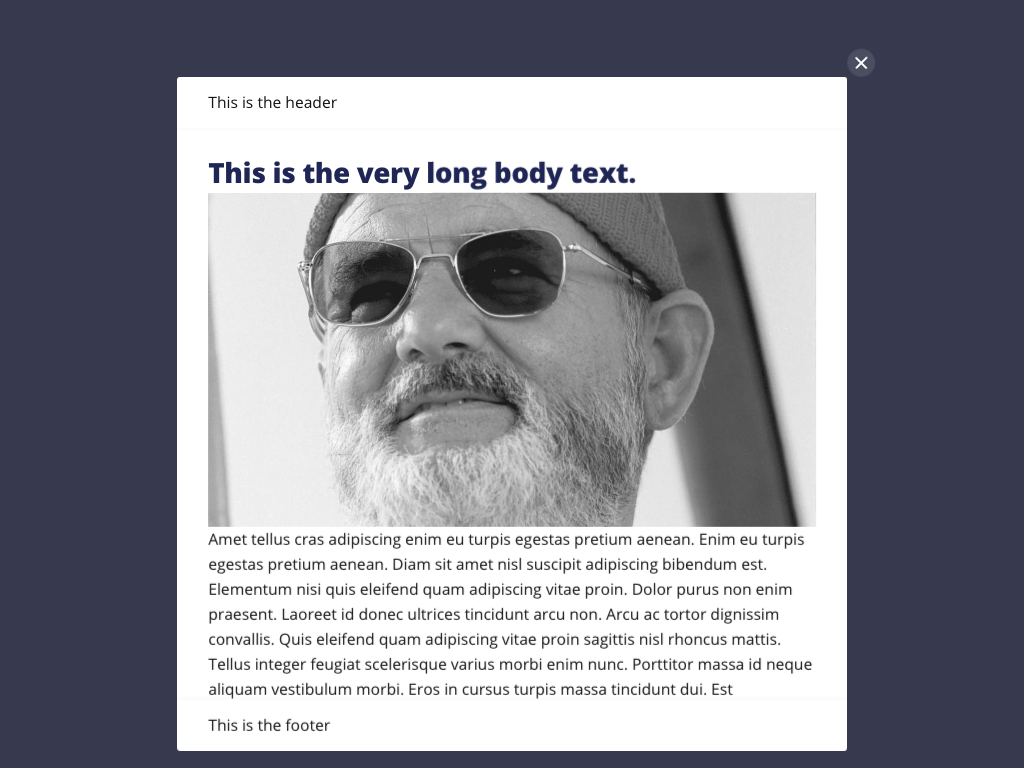 This is the header
This is the very long body text.
Amet tellus cras adipiscing enim eu turpis egestas pretium aenean. Enim eu turpis
egestas pretium aenean. Diam sit amet nisl suscipit adipiscing bibendum est.
Elementum nisi quis eleifend quam adipiscing vitae proin. Dolor purus non enim
praesent. Laoreet id donec ultrices tincidunt arcu non. Arcu ac tortor dignissim
convallis. Quis eleifend quam adipiscing vitae proin sagittis nisl rhoncus mattis.
Tellus integer feugiat scelerisque varius morbi enim nunc. Porttitor massa id neque
aliquam vestibulum morbi. Eros in cursus turpis massa tincidunt dui. Est
This is the footer